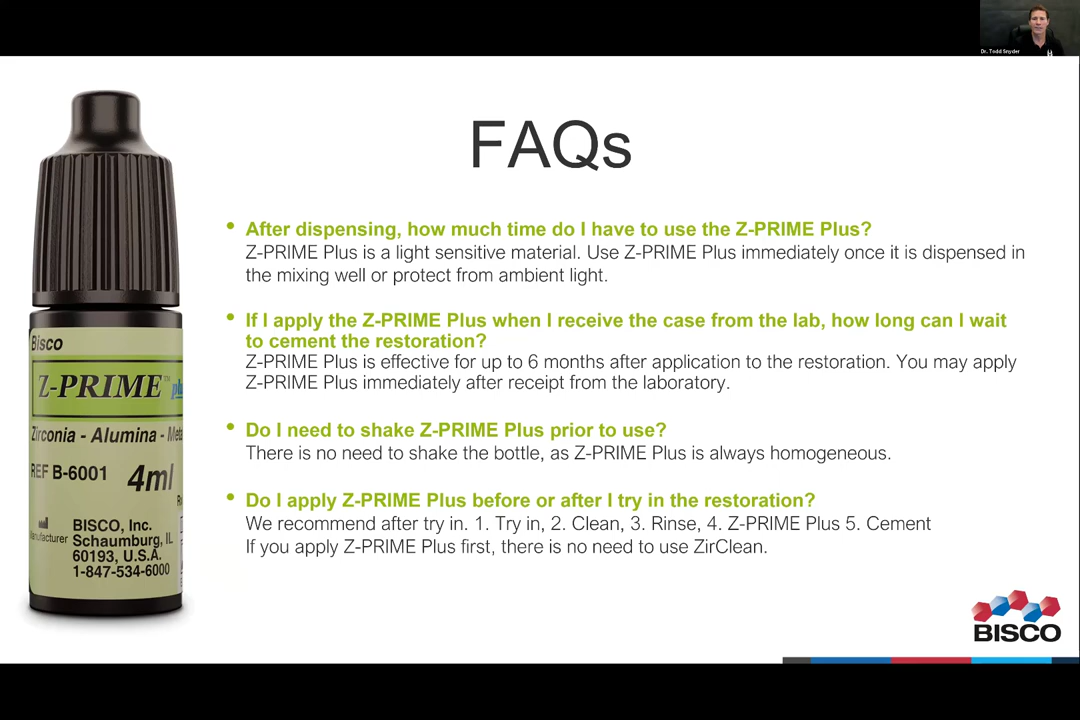 Dr. Todd Snyder
FAQs
• After dispensing, how much time do I have to use the Z-PRIME Plus?
Z-PRIME Plus is a light sensitive material. Use Z-PRIME Plus immediately once it is dispensed in
the mixing well or protect from ambient light.
• If I apply the Z-PRIME Plus when I receive the case from the lab, how long can I wait
to cement the restoration?
Z-PRIME Plus is effective for up to 6 months after application to the restoration. You may apply
Z-PRIME Plus immediately after receipt from the laboratory.
• Do I need to shake Z-PRIME Plus prior to use?
There is no need to shake the bottle, as Z-PRIME Plus is always homogeneous.
• Do I apply Z-PRIME Plus before or after I try in the restoration?
We recommend after try in. 1. Try in, 2. Clean, 3. Rinse, 4. Z-PRIME Plus 5. Cement
If you apply Z-PRIME Plus first, there is no need to use ZirClean.
Bisco
Z-PRIME™
Zirconia - Alumina -
REF B-6001 4ml
BISCO, Inc.
Schaumburg, IL
60193, U.S.A.
1-847-534-6000
BISCO